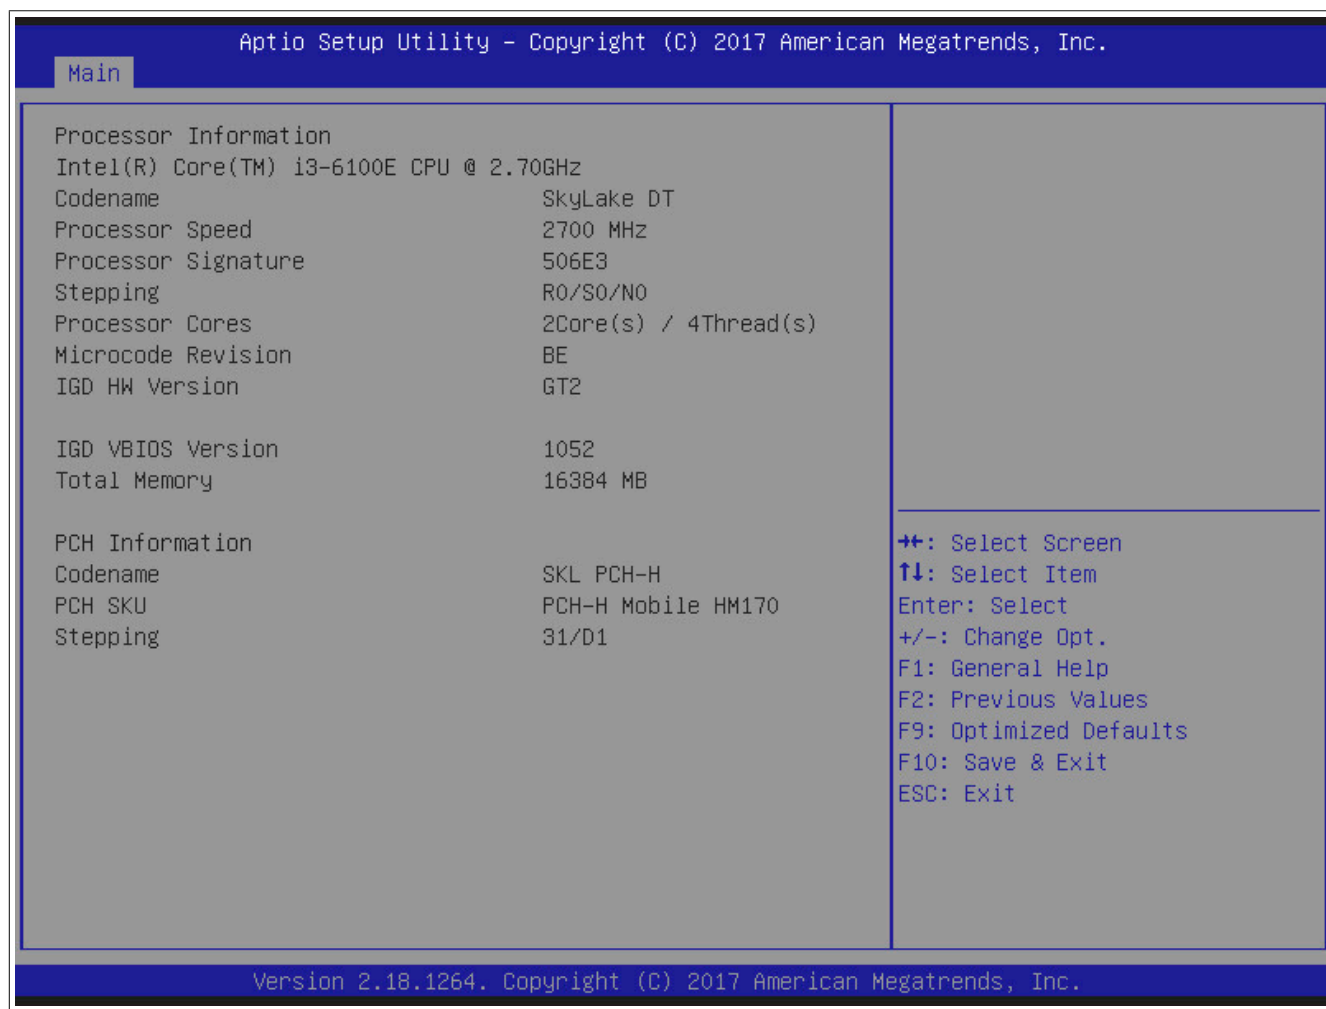 Aptio Setup Utility – Copyright (C) 2017 American Megatrends, Inc.
Main
Processor Information
Intel(R) Core(TM) i3-6100E CPU @ 2.70GHz
Codename SkyLake DT
Processor Speed 2700 MHz
Processor Signature 506E3
Stepping R0/S0/N0
Processor Cores 2Core(s) / 4Thread(s)
Microcode Revision BE
IGD HW Version GT2
IGD VBIOS Version 1052
Total Memory 16384 MB
PCH Information
Codename SKL PCH-H
PCH SKU PCH-H Mobile HM170
Stepping 31/D1
→←: Select Screen
↑↓: Select Item
Enter: Select
+/-: Change Opt.
F1: General Help
F2: Previous Values
F9: Optimized Defaults
F10: Save & Exit
ESC: Exit
Version 2.18.1264. Copyright (C) 2017 American Megatrends, Inc.